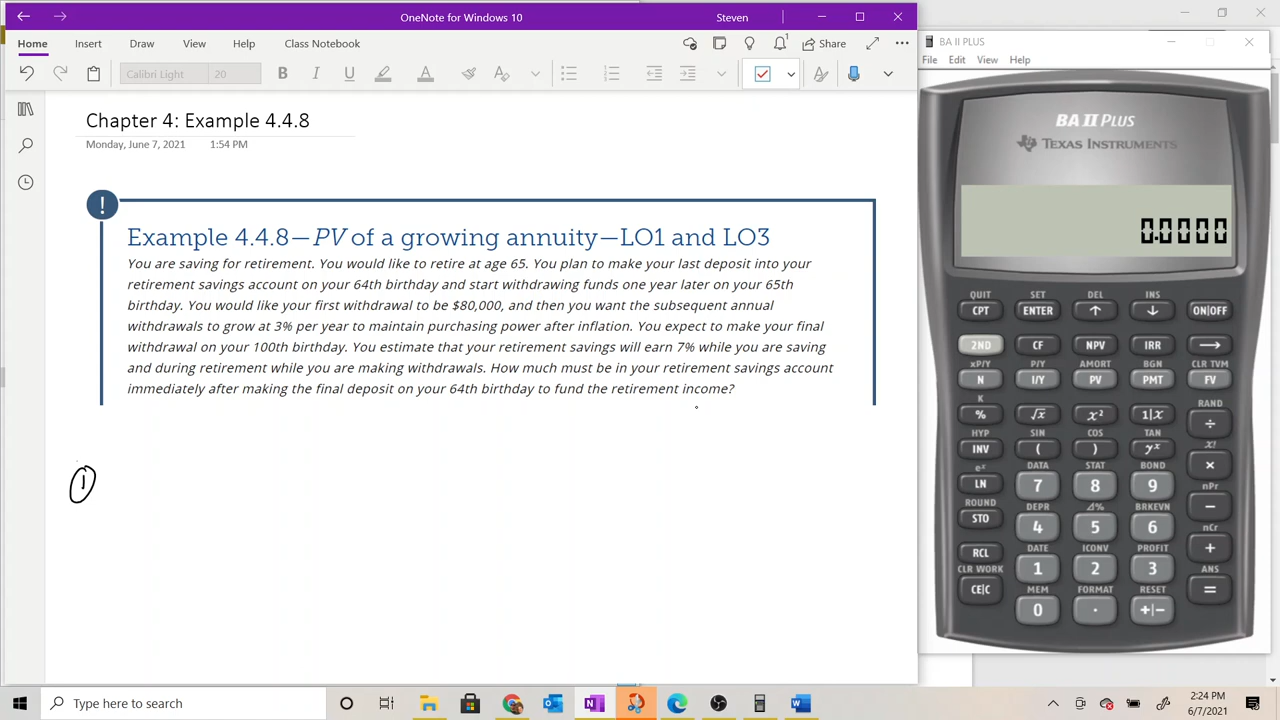 OneNote for Windows 10
Steven
Home Insert Draw View Help Class Notebook
1
Share
Calibri Light 20
B I U A
Chapter 4: Example 4.4.8
Monday, June 7, 2021 1:54 PM
!
Example 4.4.8—PV of a growing annuity—LO1 and LO3
You are saving for retirement. You would like to retire at age 65. You plan to make your last deposit into your
retirement savings account on your 64th birthday and start withdrawing funds one year later on your 65th
birthday. You would like your first withdrawal to be $80,000, and then you want the subsequent annual
withdrawals to grow at 3% per year to maintain purchasing power after inflation. You expect to make your final
withdrawal on your 100th birthday. You estimate that your retirement savings will earn 7% while you are saving
and during retirement while you are making withdrawals. How much must be in your retirement savings account
immediately after making the final deposit on your 64th birthday to fund the retirement income?
1
BA II PLUS
File Edit View Help
BA II PLUS
TEXAS INSTRUMENTS
0.0000
QUIT SET DEL INS
CPT ENTER ↑ ↓ ON|OFF
2ND CF NPV IRR →
xP/Y P/Y AMORT BGN CLR TVM
N I/Y PV PMT FV
K RAND
% √x x² 1|X ÷
HYP SIN COS TAN x!
INV ( ) yˣ ×
eˣ DATA STAT BOND nPr
LN 7 8 9 −
ROUND DEPR Δ% BRKEVN nCr
STO 4 5 6 +
DATE ICONV PROFIT ANS
RCL 1 2 3 =
CLR WORK MEM FORMAT RESET
CE|C 0 . +|−
Type here to search
2:24 PM
6/7/2021